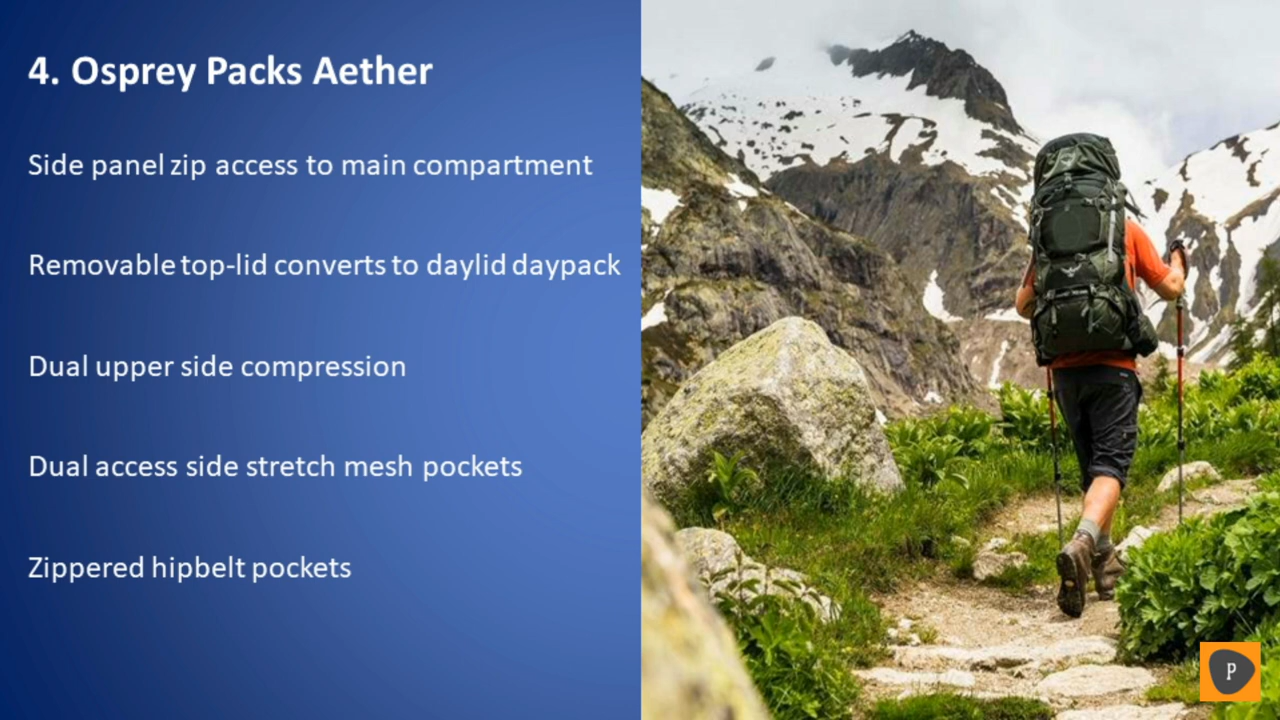 4. Osprey Packs Aether
Side panel zip access to main compartment
Removable top-lid converts to daylid daypack
Dual upper side compression
Dual access side stretch mesh pockets
Zippered hipbelt pockets
P